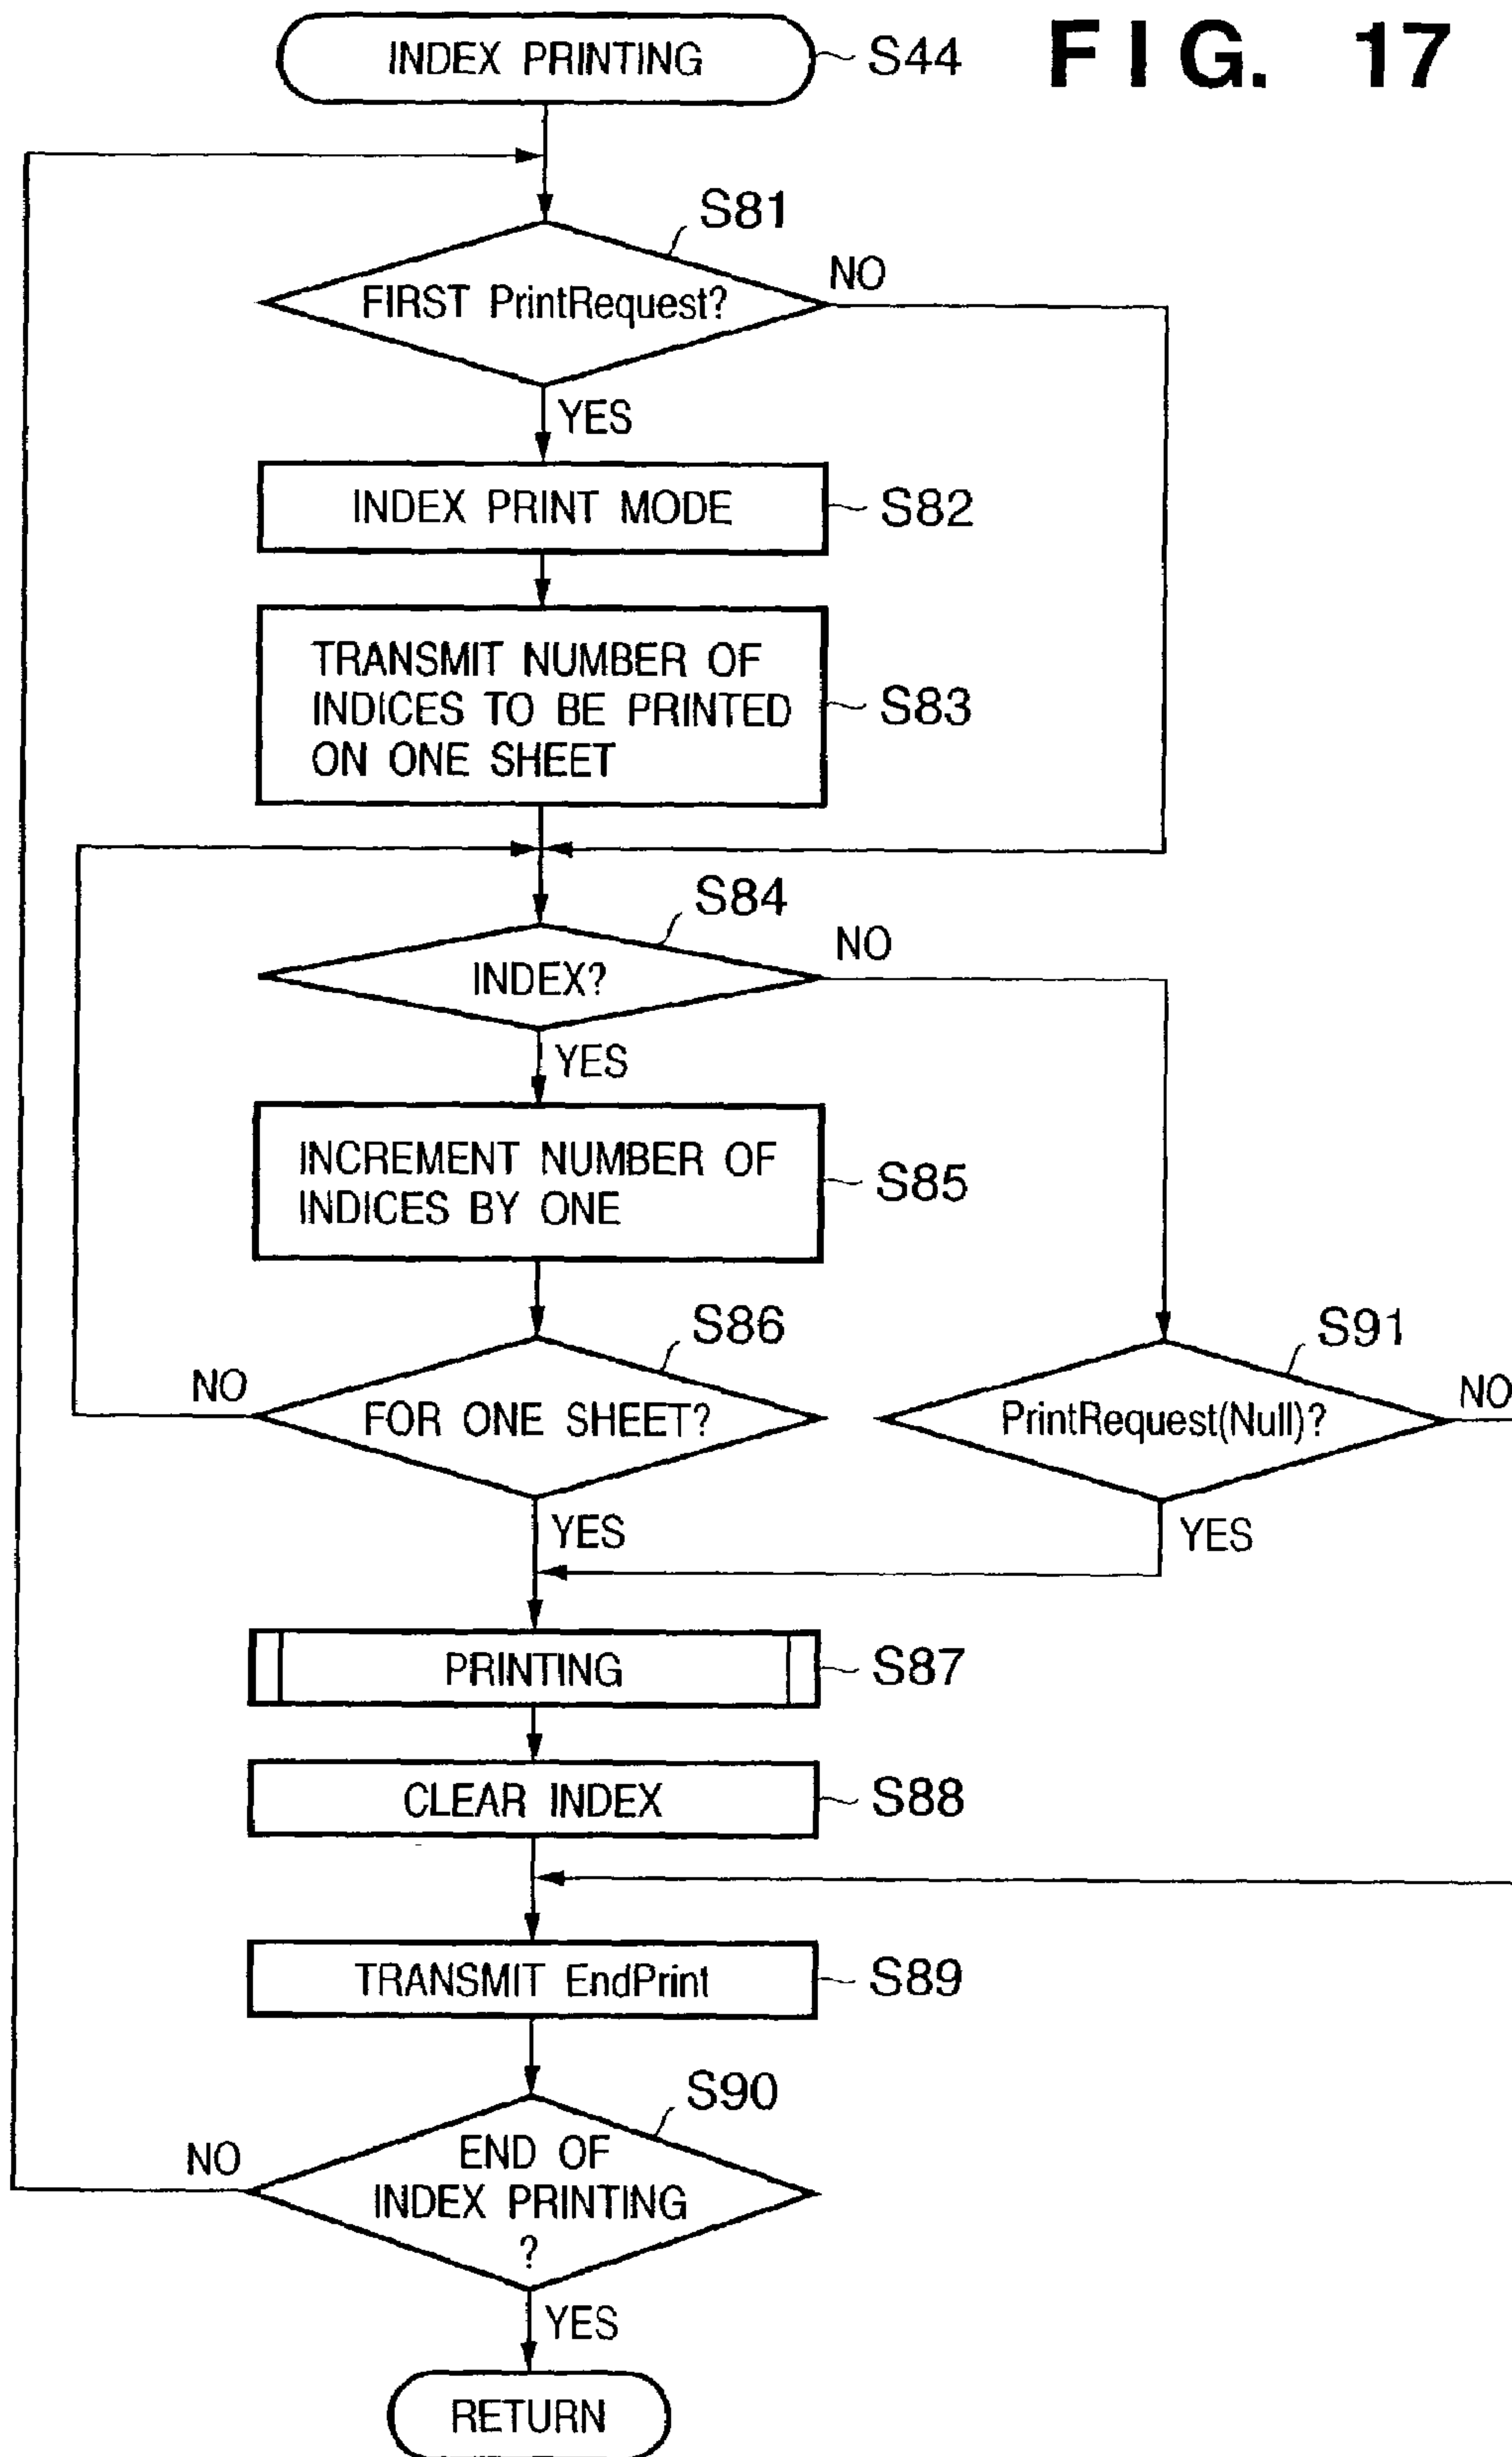 FIG. 17
INDEX PRINTING
S44
S81
FIRST PrintRequest?
NO
YES
INDEX PRINT MODE
S82
TRANSMIT NUMBER OF
INDICES TO BE PRINTED
ON ONE SHEET
S83
S84
INDEX?
NO
YES
INCREMENT NUMBER OF
INDICES BY ONE
S85
S86
FOR ONE SHEET?
NO
YES
S91
PrintRequest(Null)?
NO
YES
PRINTING
S87
CLEAR INDEX
S88
TRANSMIT EndPrint
S89
S90
END OF
INDEX PRINTING
?
NO
YES
RETURN